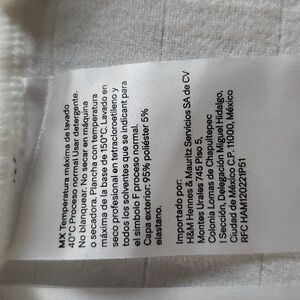 MX Temperatura máxima de lavado
40°C Proceso normal Usar detergente.
No blanquear. No secar en máquina
o secadora. Plancha con temperatura
máxima de la base de 150°C. Lavado en
seco profesional en tetracloroetileno y
todos los solventes que se indican para
el símbolo F proceso normal.
Capa exterior: 95% poliéster 5%
elastano.
Importado por:
H&M Hennes & Mauritz Servicios SA de CV
Montes Urales 745 Piso 5,
Colonia Lomas de Chapultepec
I Sección, Delegación Miguel Hidalgo,
Ciudad de México C.P. 11000, México
RFC HAM120221P51